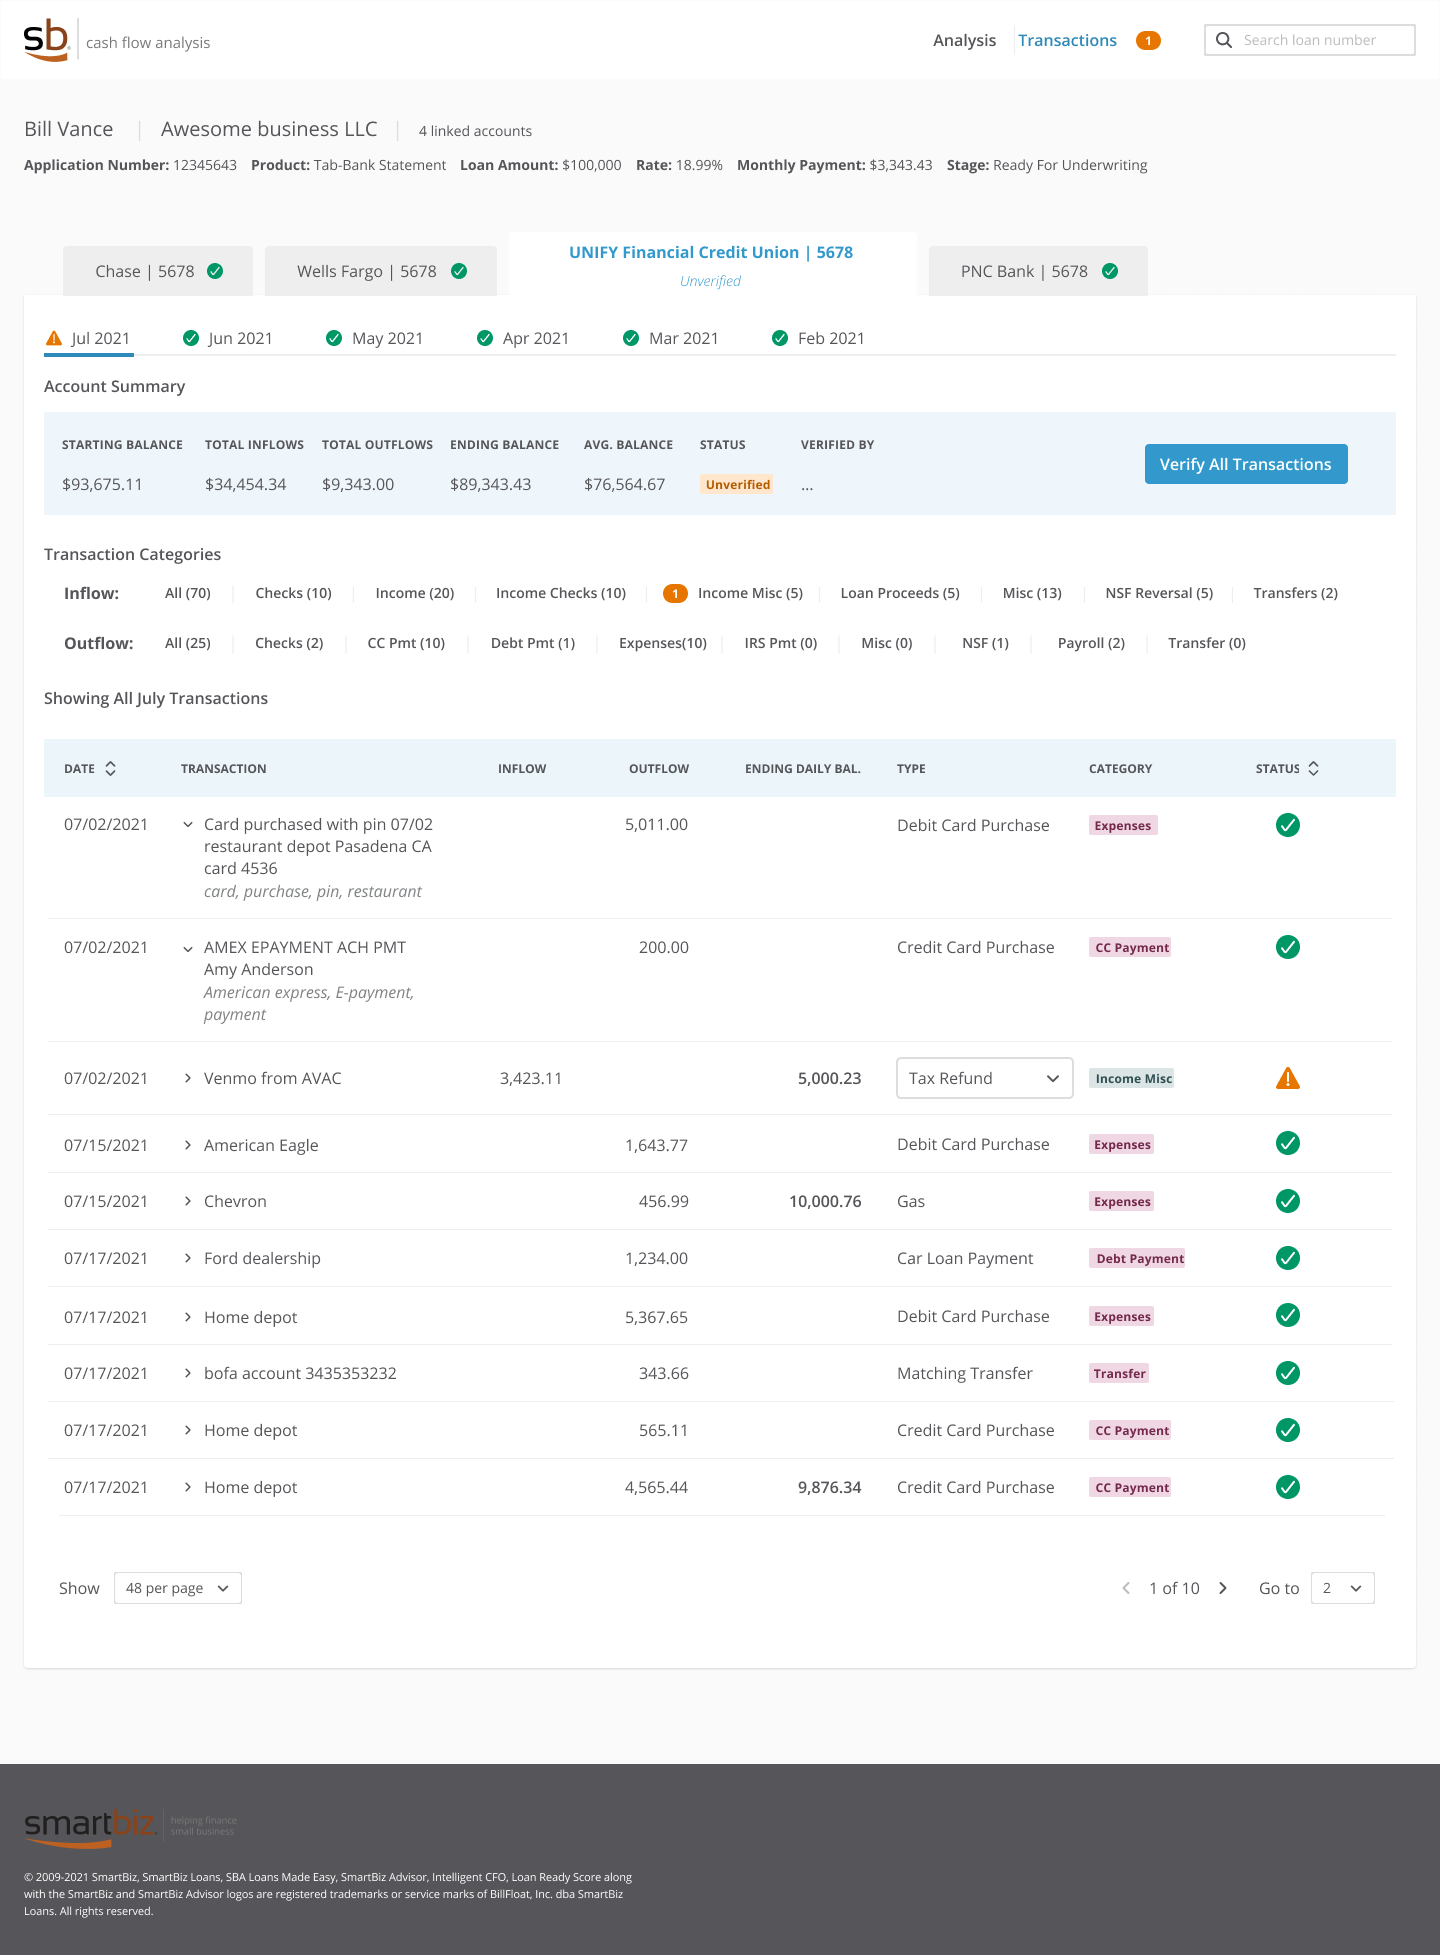 sb. cash flow analysis
Analysis Transactions 1 Search loan number
Bill Vance Awesome business LLC 4 linked accounts
Application Number: 12345643 Product: Tab-Bank Statement Loan Amount: $100,000 Rate: 18.99% Monthly Payment: $3,343.43 Stage: Ready For Underwriting
Chase | 5678 Wells Fargo | 5678 UNIFY Financial Credit Union | 5678 PNC Bank | 5678
Unverified
Jul 2021 Jun 2021 May 2021 Apr 2021 Mar 2021 Feb 2021
Account Summary
STARTING BALANCE TOTAL INFLOWS TOTAL OUTFLOWS ENDING BALANCE AVG. BALANCE STATUS VERIFIED BY
$93,675.11 $34,454.34 $9,343.00 $89,343.43 $76,564.67 Unverified ... Verify All Transactions
Transaction Categories
Inflow: All (70) Checks (10) Income (20) Income Checks (10) 1 Income Misc (5) Loan Proceeds (5) Misc (13) NSF Reversal (5) Transfers (2)
Outflow: All (25) Checks (2) CC Pmt (10) Debt Pmt (1) Expenses(10) IRS Pmt (0) Misc (0) NSF (1) Payroll (2) Transfer (0)
Showing All July Transactions
DATE TRANSACTION INFLOW OUTFLOW ENDING DAILY BAL. TYPE CATEGORY STATUS
07/02/2021 Card purchased with pin 07/02 5,011.00 Debit Card Purchase Expenses
restaurant depot Pasadena CA
card 4536
card, purchase, pin, restaurant
07/02/2021 AMEX EPAYMENT ACH PMT 200.00 Credit Card Purchase CC Payment
Amy Anderson
American express, E-payment,
payment
07/02/2021 Venmo from AVAC 3,423.11 5,000.23 Tax Refund Income Misc
07/15/2021 American Eagle 1,643.77 Debit Card Purchase Expenses
07/15/2021 Chevron 456.99 10,000.76 Gas Expenses
07/17/2021 Ford dealership 1,234.00 Car Loan Payment Debt Payment
07/17/2021 Home depot 5,367.65 Debit Card Purchase Expenses
07/17/2021 bofa account 3435353232 343.66 Matching Transfer Transfer
07/17/2021 Home depot 565.11 Credit Card Purchase CC Payment
07/17/2021 Home depot 4,565.44 9,876.34 Credit Card Purchase CC Payment
Show 48 per page 1 of 10 Go to 2
smartbiz. helping finance
small business
© 2009-2021 SmartBiz, SmartBiz Loans, SBA Loans Made Easy, SmartBiz Advisor, Intelligent CFO, Loan Ready Score along
with the SmartBiz and SmartBiz Advisor logos are registered trademarks or service marks of BillFloat, Inc. dba SmartBiz
Loans. All rights reserved.